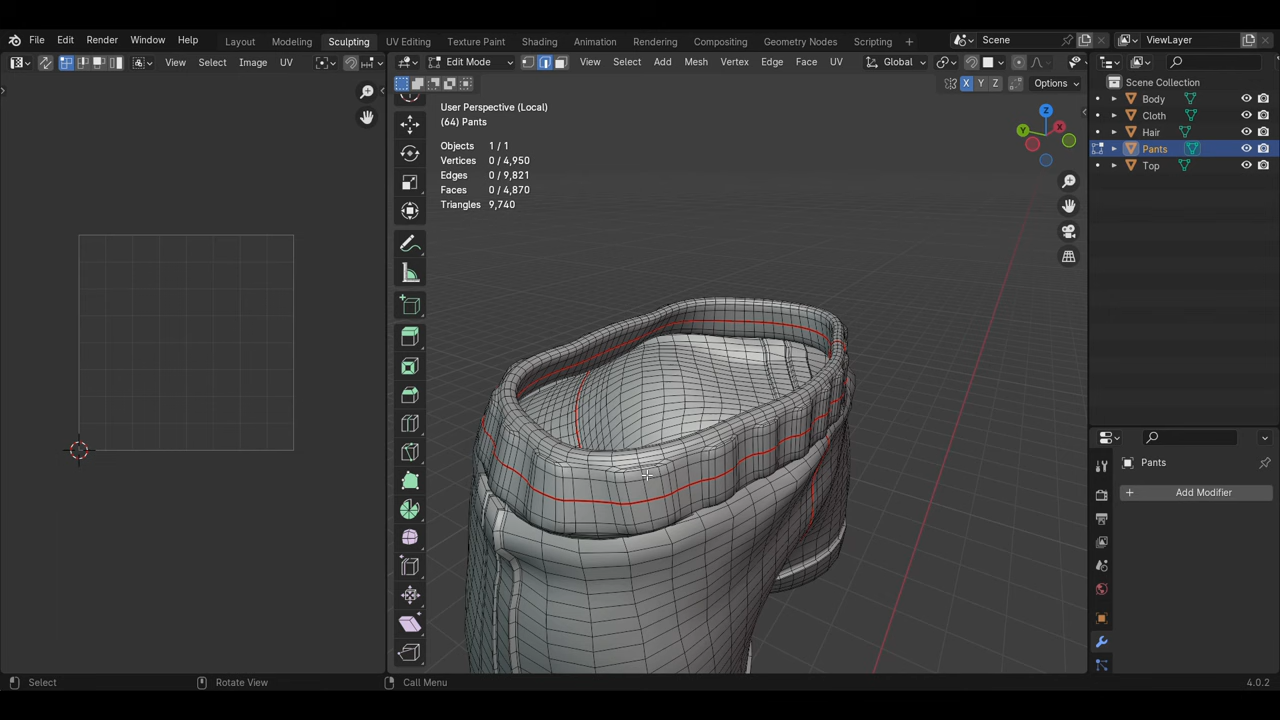 File Edit Render Window Help Layout Modeling Sculpting UV Editing Texture Paint Shading Animation Rendering Compositing Geometry Nodes Scripting + Scene ViewLayer
View Select Image UV Edit Mode View Select Add Mesh Vertex Edge Face UV Global
X Y Z Options
User Perspective (Local)
(64) Pants
Objects 1 / 1
Vertices 0 / 4,950
Edges 0 / 9,821
Faces 0 / 4,870
Triangles 9,740
Z
Y
X
Scene Collection
Body
Cloth
Hair
Pants
Top
Pants
+ Add Modifier
Select Rotate View Call Menu 4.0.2